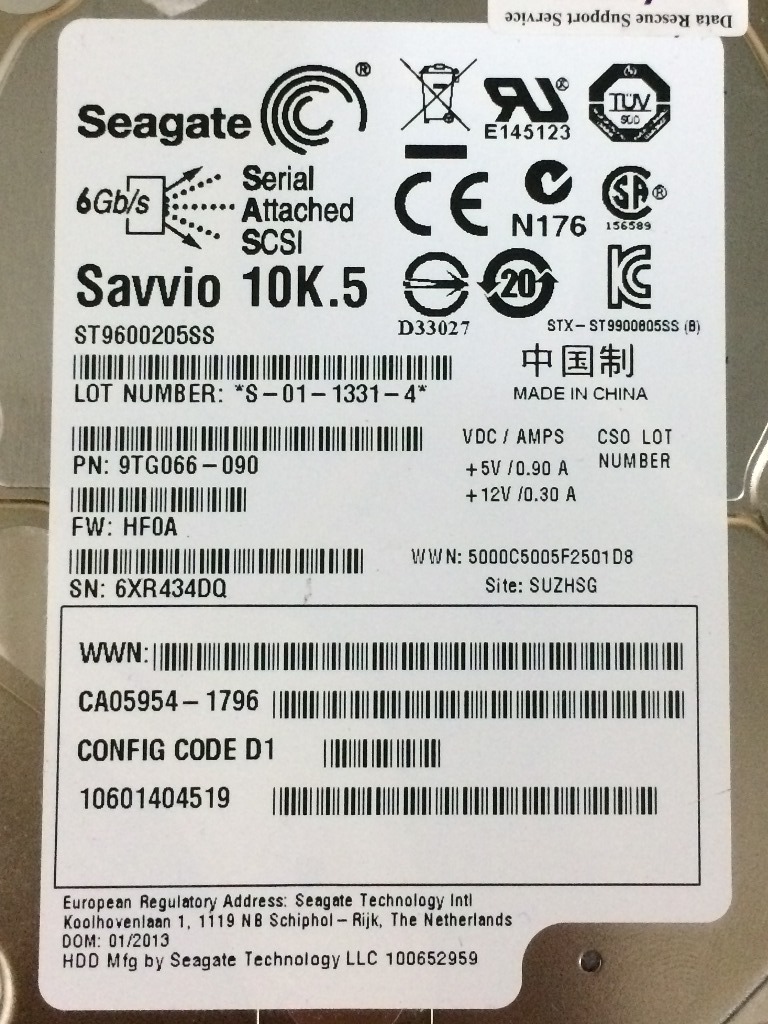 Data Rescue Support Service
Seagate ®
E145123
TÜV
SÜD
6Gb/s
Serial
Attached
SCSI
CE
N176
SA ®
156589
Savvio 10K.5
20
D33027
STX-ST9900805SS (B)
ST9600205SS
中国制
MADE IN CHINA
LOT NUMBER: *S-01-1331-4*
VDC / AMPS
+5V /0.90 A
+12V /0.30 A
CSO LOT
NUMBER
PN: 9TG066-090
FW: HF0A
WWN: 5000C5005F2501D8
Site: SUZHSG
SN: 6XR434DQ
WWN:
CA05954-1796
CONFIG CODE D1
10601404519
European Regulatory Address: Seagate Technology Intl
Koolhovenlaan 1, 1119 NB Schiphol-Rijk, The Netherlands
DOM: 01/2013
HDD Mfg by Seagate Technology LLC 100652959